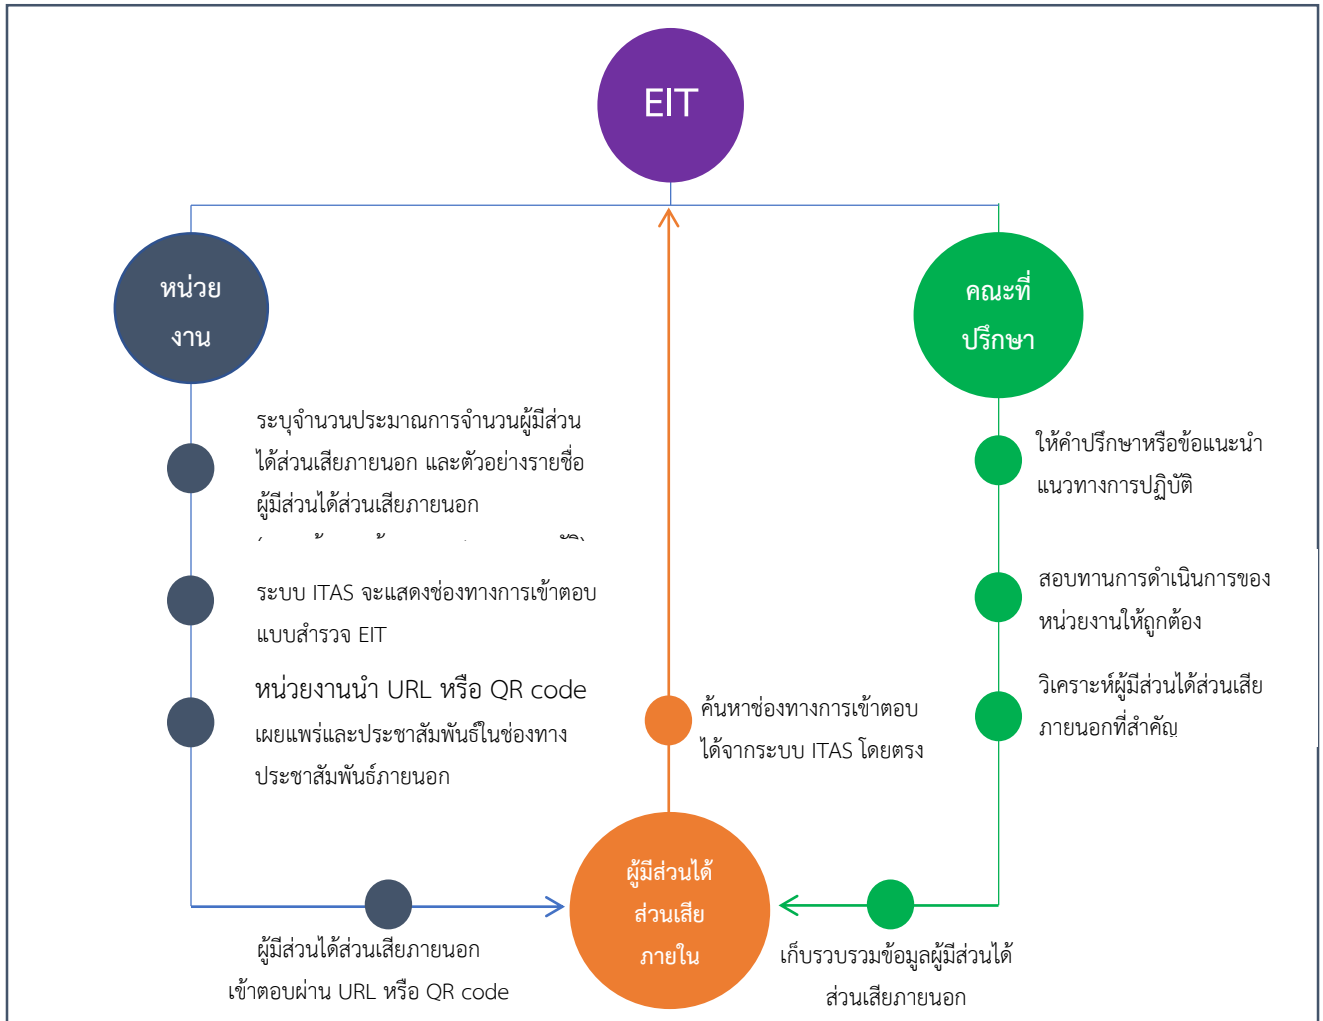 EIT
หน่วย
งาน
คณะที่
ปรึกษา
ระบุจำนวนประมาณการจำนวนผู้มีส่วน
ได้ส่วนเสียภายนอก และตัวอย่างรายชื่อ
ผู้มีส่วนได้ส่วนเสียภายนอก
ระบบ ITAS จะแสดงช่องทางการเข้าตอบ
แบบสำรวจ EIT
หน่วยงานนำ URL หรือ QR code
เผยแพร่และประชาสัมพันธ์ในช่องทาง
ประชาสัมพันธ์ภายนอก
ผู้มีส่วนได้ส่วนเสียภายนอก
เข้าตอบผ่าน URL หรือ QR code
ค้นหาช่องทางการเข้าตอบ
ได้จากระบบ ITAS โดยตรง
ผู้มีส่วนได้
ส่วนเสีย
ภายใน
ให้คำปรึกษาหรือข้อแนะนำ
แนวทางการปฏิบัติ
สอบทานการดำเนินการของ
หน่วยงานให้ถูกต้อง
วิเคราะห์ผู้มีส่วนได้ส่วนเสีย
ภายนอกที่สำคัญ
เก็บรวบรวมข้อมูลผู้มีส่วนได้
ส่วนเสียภายนอก